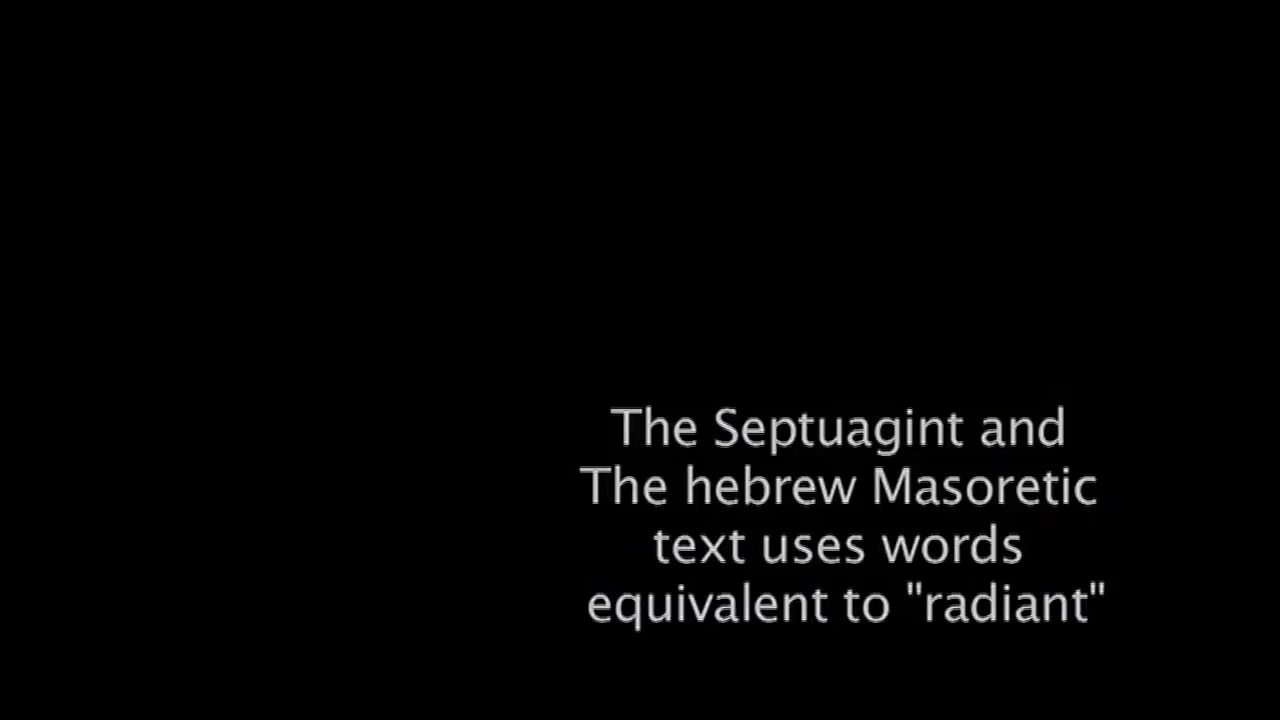 The Septuagint and
The hebrew Masoretic
text uses words
equivalent to "radiant"